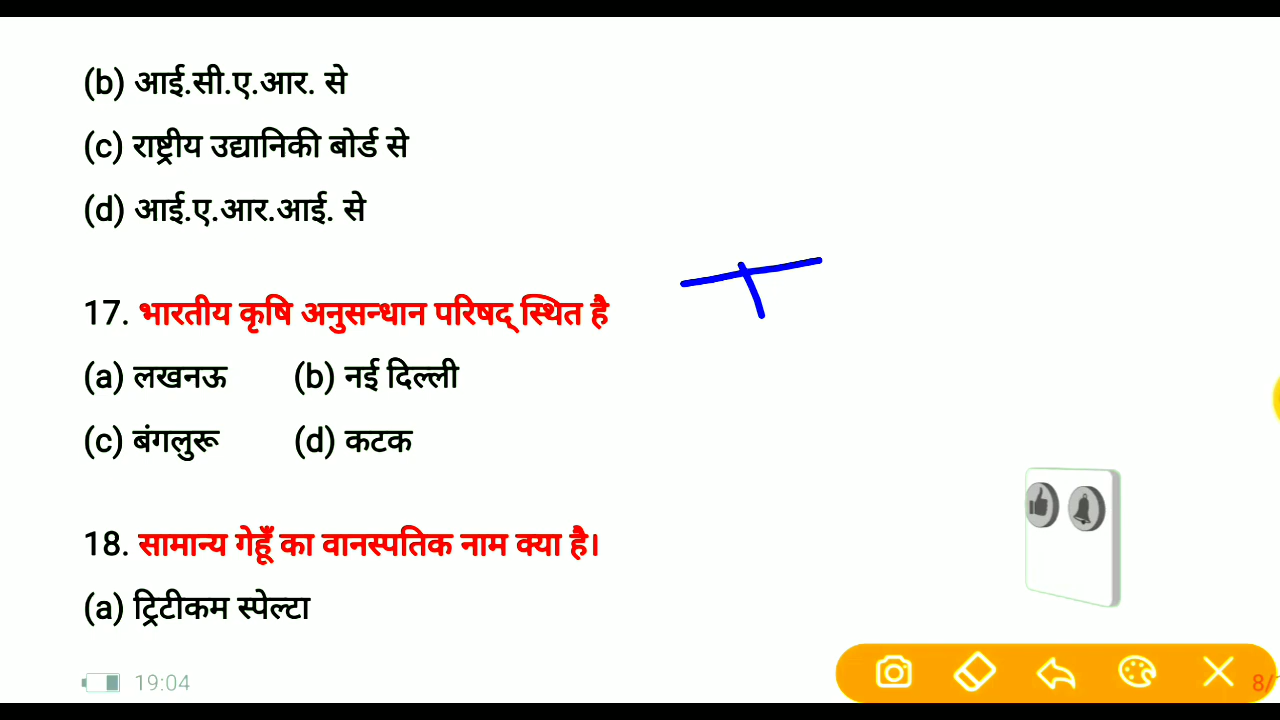 (b) आई.सी.ए.आर. से
(c) राष्ट्रीय उद्यानिकी बोर्ड से
(d) आई.ए.आर.आई. से
17. भारतीय कृषि अनुसन्धान परिषद् स्थित है
(a) लखनऊ (b) नई दिल्ली
(c) बंगलुरू (d) कटक
18. सामान्य गेहूँ का वानस्पतिक नाम क्या है।
(a) ट्रिटीकम स्पेल्टा
19:04
8/